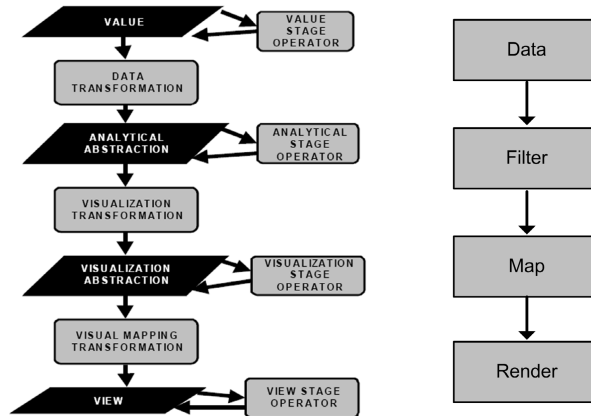 VALUE
VALUE
STAGE
OPERATOR
DATA
TRANSFORMATION
ANALYTICAL
ABSTRACTION
ANALYTICAL
STAGE
OPERATOR
VISUALIZATION
TRANSFORMATION
VISUALIZATION
ABSTRACTION
VISUALIZATION
STAGE
OPERATOR
VISUAL MAPPING
TRANSFORMATION
VIEW
VIEW STAGE
OPERATOR
Data
Filter
Map
Render